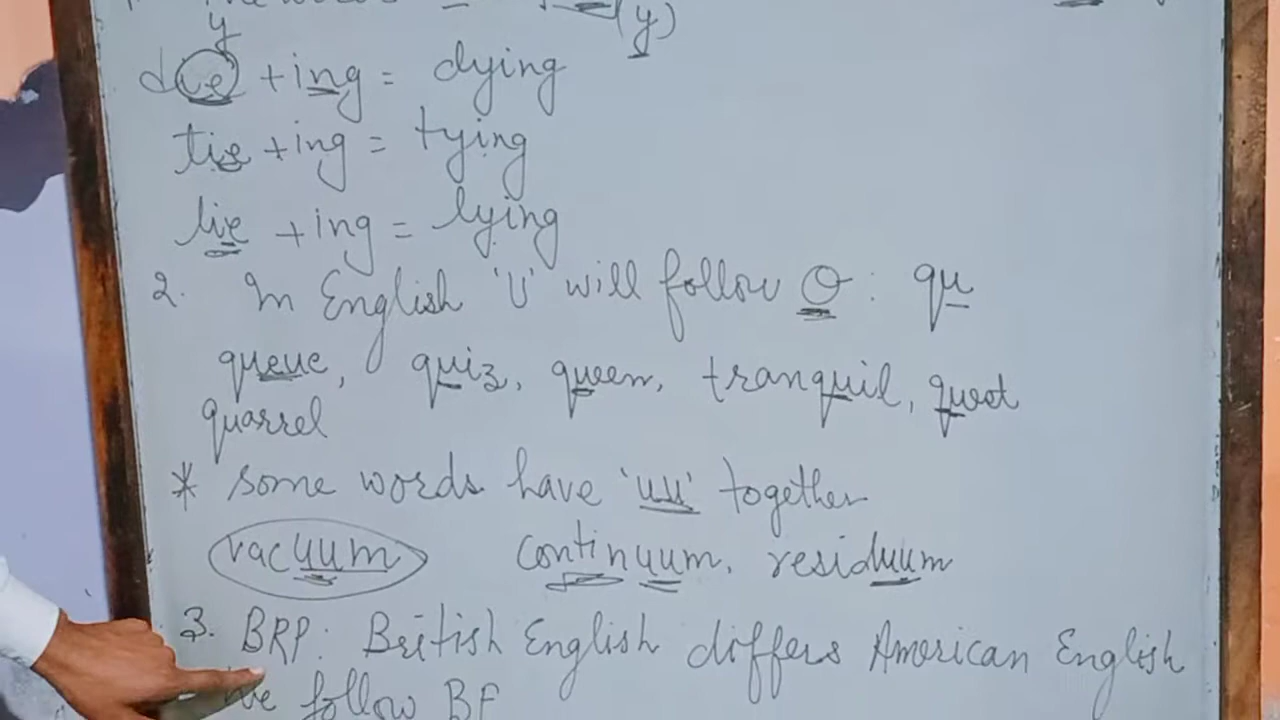 y
(y)
die + ing = dying
tie + ing = tying
lie + ing = lying
2. In English 'U' will follow Q : qu
queue, quiz, queen, tranquil,
quarrel
* some words have 'uu' together
vacuum continuum, residuum
3. BRP: British English differs American English
We follow BE